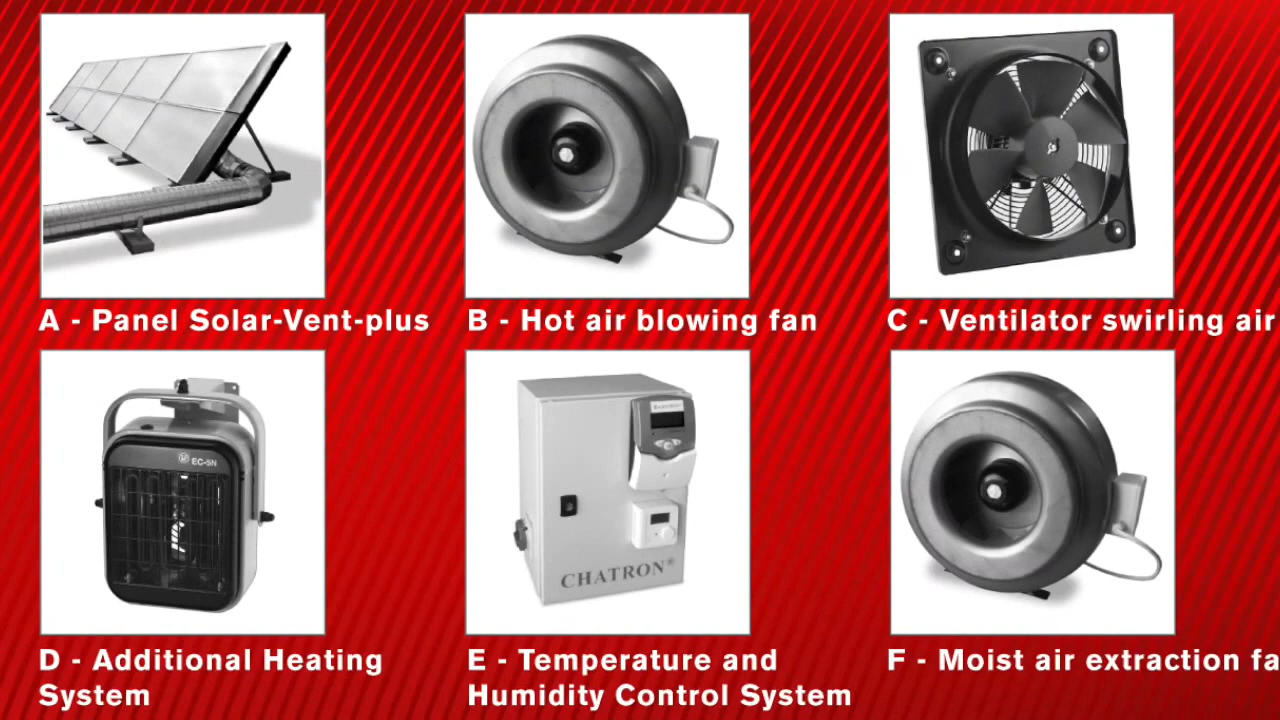 A - Panel Solar-Vent-plus
B - Hot air blowing fan
C - Ventilator swirling air
EC-5N
CHATRON®
D - Additional Heating
System
E - Temperature and
Humidity Control System
F - Moist air extraction fa